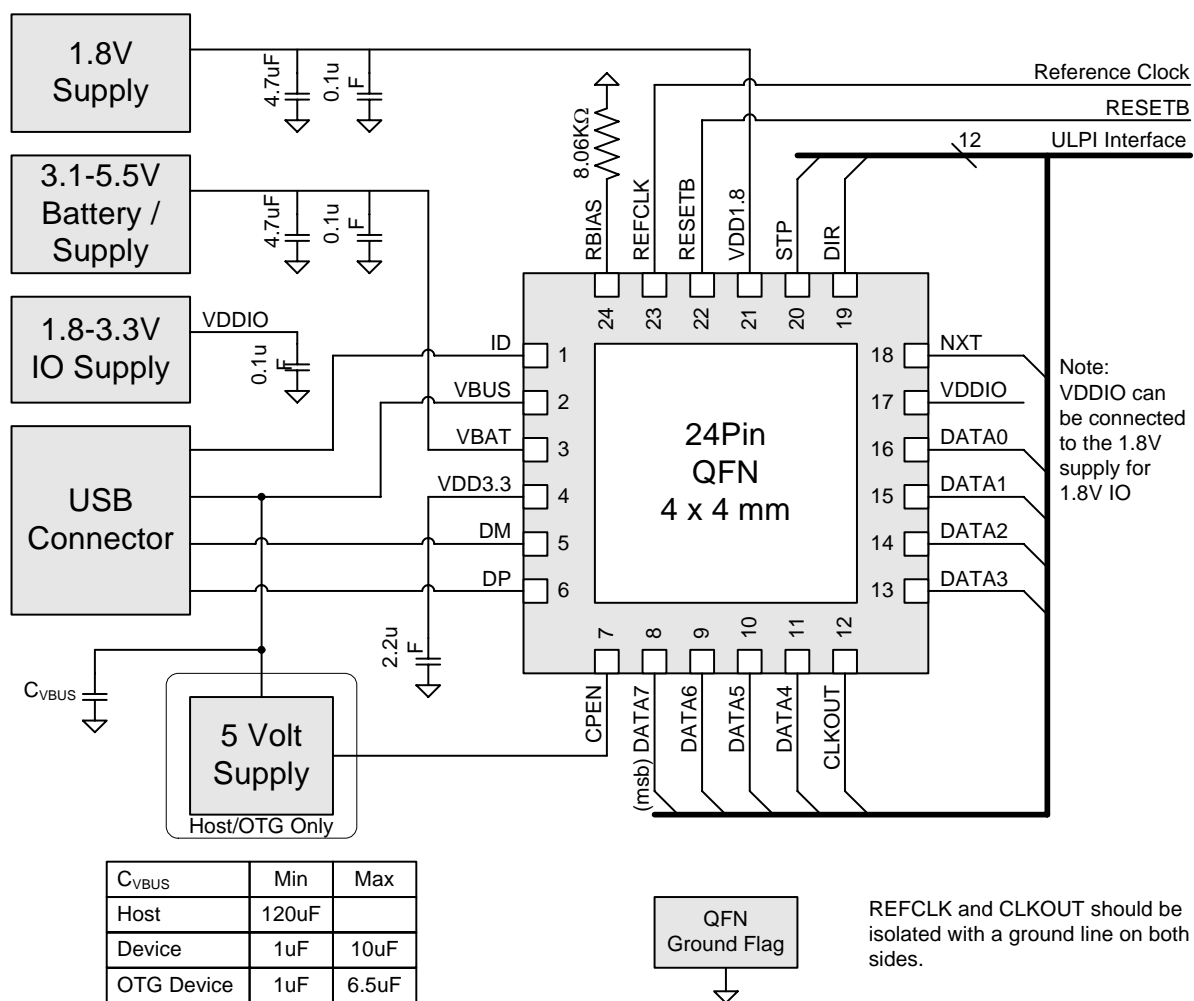 1.8V
Supply
4.7uF
0.1u
F
Reference Clock
RESETB
12
ULPI Interface
8.06KΩ
3.1-5.5V
Battery /
Supply
4.7uF
0.1u
F
RBIAS
REFCLK
RESETB
VDD1.8
STP
DIR
24
23
22
21
20
19
1.8-3.3V
IO Supply
VDDIO
0.1u
F
ID
VBUS
VBAT
VDD3.3
DM
DP
1
2
3
4
5
6
24Pin
QFN
4 x 4 mm
18
17
16
15
14
13
NXT
VDDIO
DATA0
DATA1
DATA2
DATA3
Note:
VDDIO can
be connected
to the 1.8V
supply for
1.8V IO
USB
Connector
2.2u
F
7
8
9
10
11
12
CPEN
(msb) DATA7
DATA6
DATA5
DATA4
CLKOUT
CVBUS
5 Volt
Supply
Host/OTG Only
CVBUS Min Max
Host 120uF
Device 1uF 10uF
OTG Device 1uF 6.5uF
QFN
Ground Flag
REFCLK and CLKOUT should be
isolated with a ground line on both
sides.